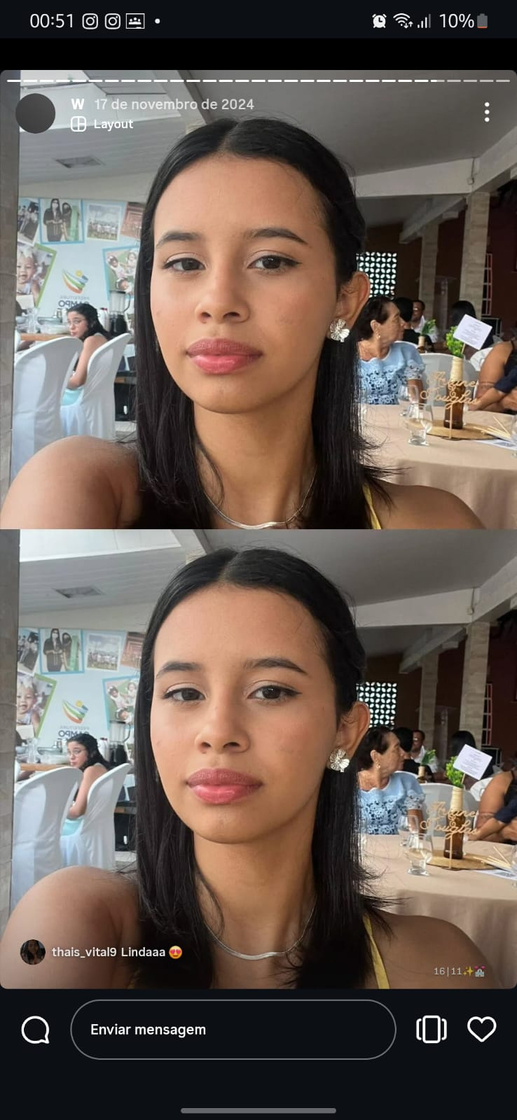 00:51
10%
W 17 de novembro de 2024
Layout
thais_vital9 Lindaaa 😍
16|11✨💒
Enviar mensagem